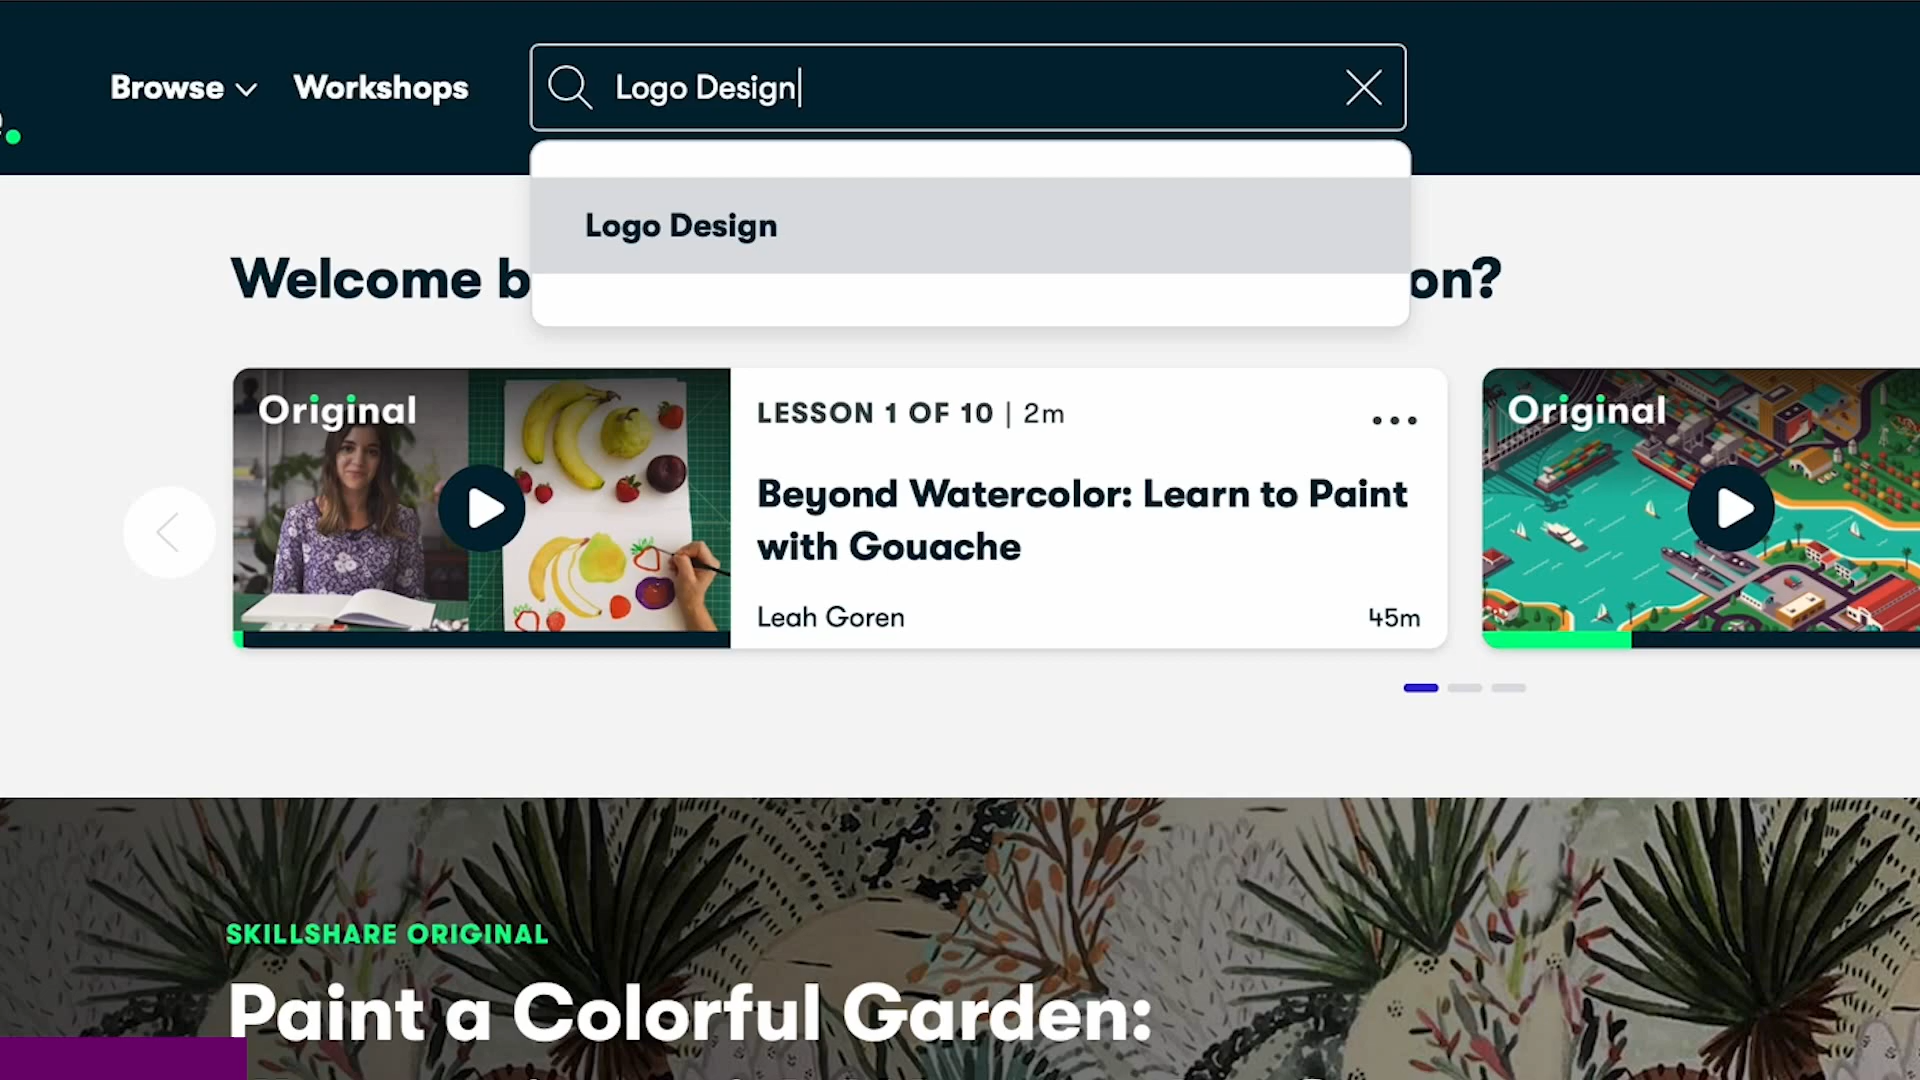 Browse
Workshops
Logo Design
Logo Design
Welcome b
on?
Original
LESSON 1 OF 10 | 2m
Beyond Watercolor: Learn to Paint
with Gouache
Leah Goren
45m
Original
SKILLSHARE ORIGINAL
Paint a Colorful Garden: